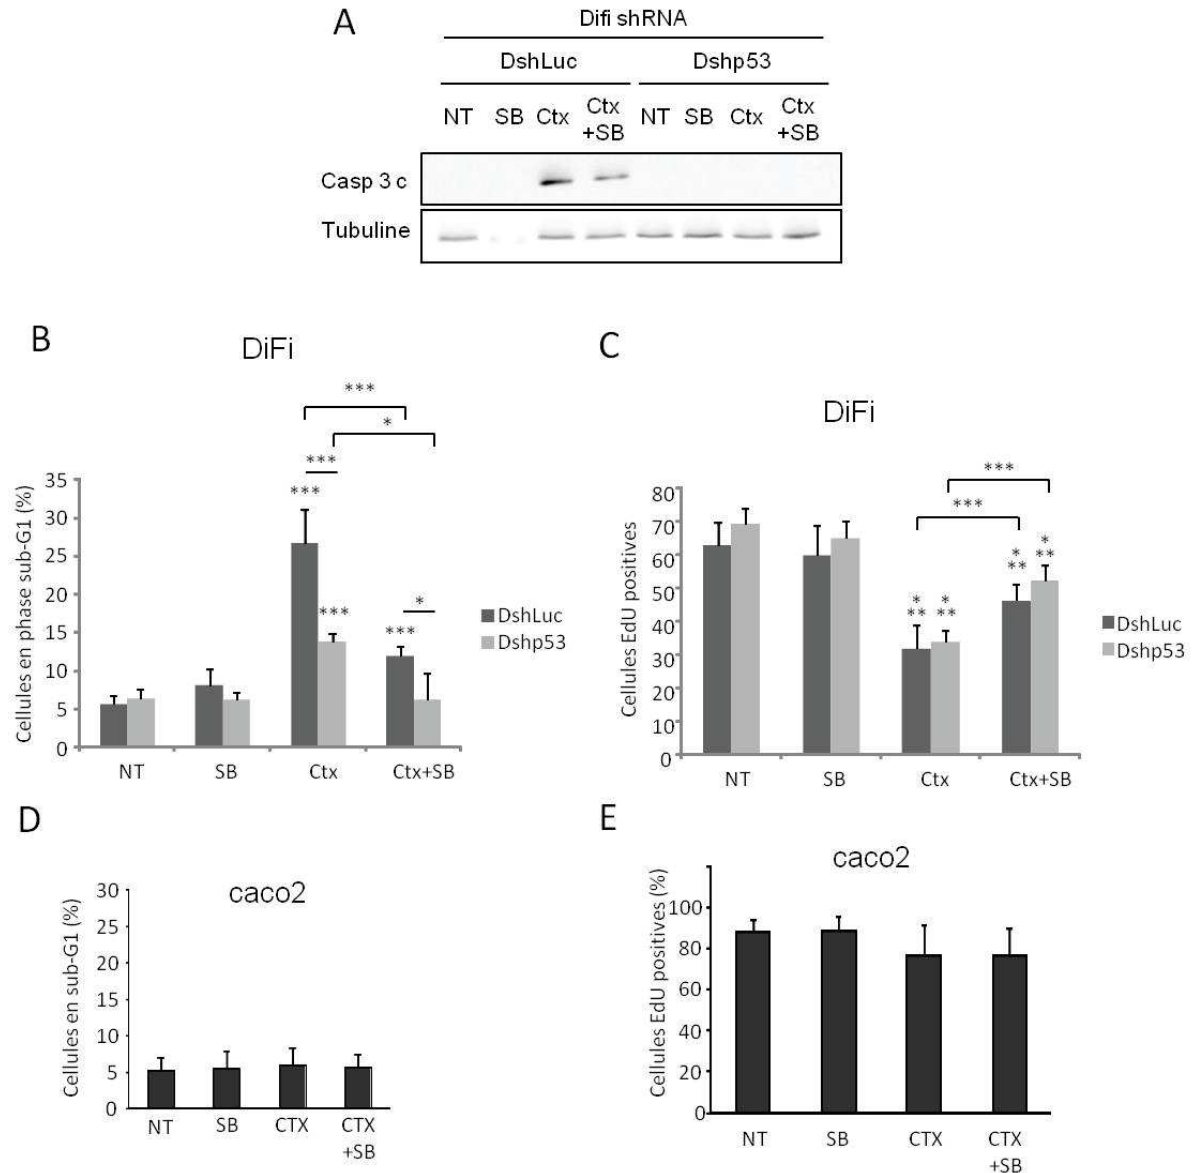 A
Difi shRNA
DshLuc Dshp53
NT SB Ctx Ctx +SB NT SB Ctx Ctx +SB
Casp 3 c
Tubuline
B
DiFi
***
*
***
***
***
***
*
Cellules en phase sub-G1 (%)
35
30
25
20
15
10
5
0
NT SB Ctx Ctx+SB
DshLuc
Dshp53
C
DiFi
***
***
*
**
*
**
*
**
*
**
Cellules EdU positives
80
70
60
50
40
30
20
10
0
NT SB Ctx Ctx+SB
DshLuc
Dshp53
D
caco2
Cellules en sub-G1 (%)
30
25
20
15
10
5
0
NT SB CTX CTX
+SB
E
caco2
Cellules EdU positives (%)
100
80
60
40
20
0
NT SB CTX CTX
+SB